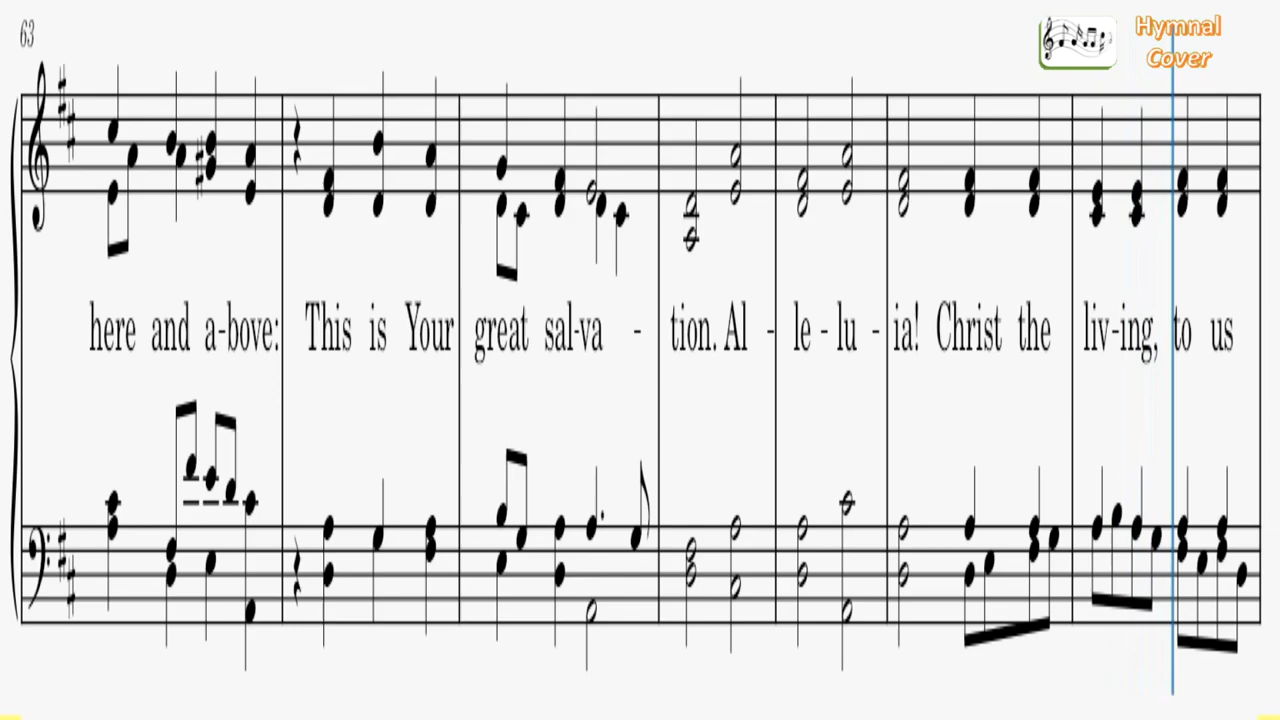 63
Hymnal
Cover
here and a-bove: This is Your great sal-va - tion. Al - le - lu - ia! Christ the liv-ing, to us